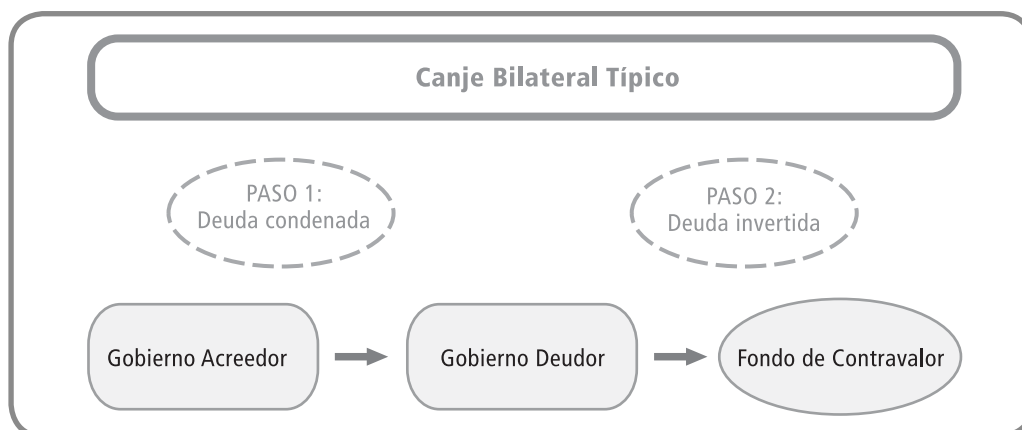 Canje Bilateral Típico
PASO 1:
Deuda condenada
PASO 2:
Deuda invertida
Gobierno Acreedor
Gobierno Deudor
Fondo de Contravalor